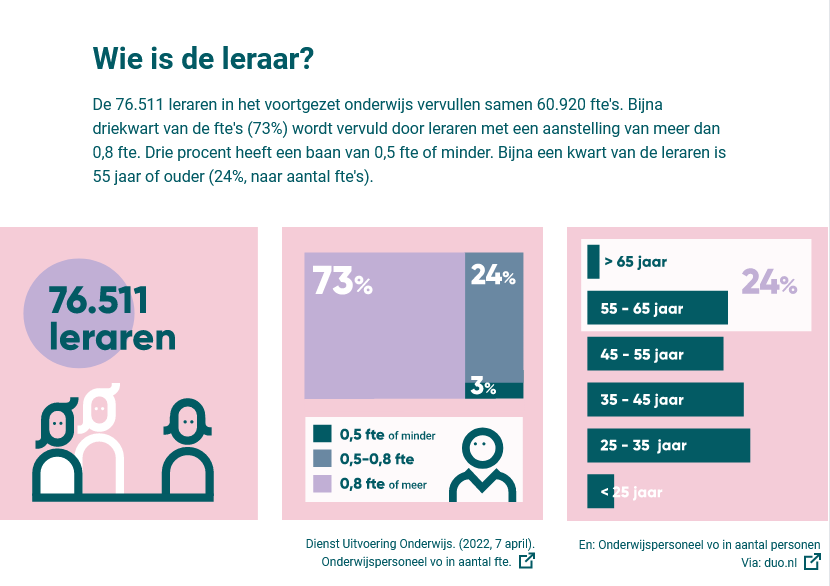 Wie is de leraar?
De 76.511 leraren in het voortgezet onderwijs vervullen samen 60.920 fte's. Bijna
driekwart van de fte's (73%) wordt vervuld door leraren met een aanstelling van meer dan
0,8 fte. Drie procent heeft een baan van 0,5 fte of minder. Bijna een kwart van de leraren is
55 jaar of ouder (24%, naar aantal fte's).
76.511
leraren
73%
24%
3%
0,5 fte of minder
0,5-0,8 fte
0,8 fte of meer
> 65 jaar
24%
55 - 65 jaar
45 - 55 jaar
35 - 45 jaar
25 - 35 jaar
< 25 jaar
Dienst Uitvoering Onderwijs. (2022, 7 april).
Onderwijspersoneel vo in aantal fte.
En: Onderwijspersoneel vo in aantal personen
Via: duo.nl